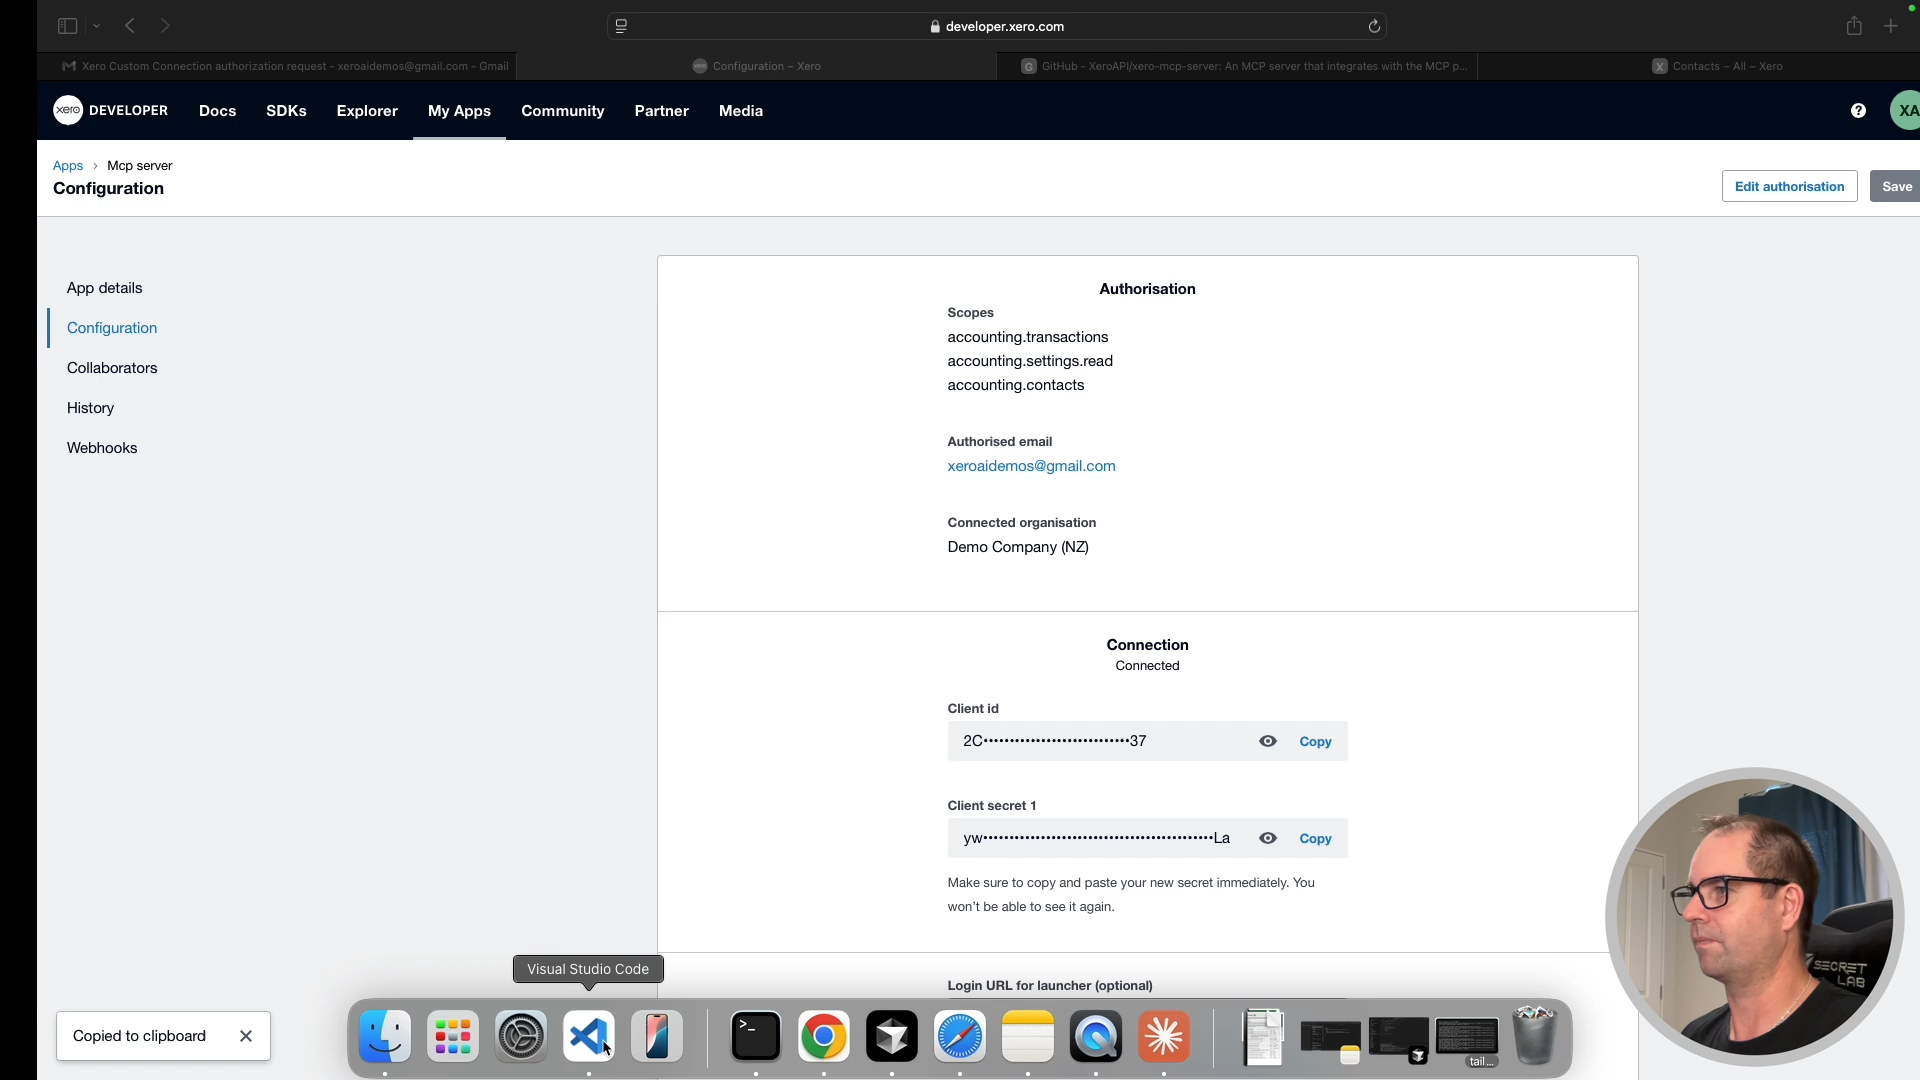 developer.xero.com
Xero Custom Connection authorization request - xeroaidemos@gmail.com - Gmail
Configuration – Xero
GitHub - XeroAPI/xero-mcp-server: An MCP server that integrates with the MCP p...
Contacts – All – Xero
xero DEVELOPER Docs SDKs Explorer My Apps Community Partner Media ? XA
Apps › Mcp server
Configuration
Edit authorisation Save
App details
Configuration
Collaborators
History
Webhooks
Authorisation
Scopes
accounting.transactions
accounting.settings.read
accounting.contacts
Authorised email
xeroaidemos@gmail.com
Connected organisation
Demo Company (NZ)
Connection
Connected
Client id
2C••••••••••••••••••••••••••••37 Copy
Client secret 1
yw••••••••••••••••••••••••••••••••••••••••••••La Copy
Make sure to copy and paste your new secret immediately. You
won't be able to see it again.
Login URL for launcher (optional)
Visual Studio Code
Copied to clipboard
tail...
SECRET
LAB